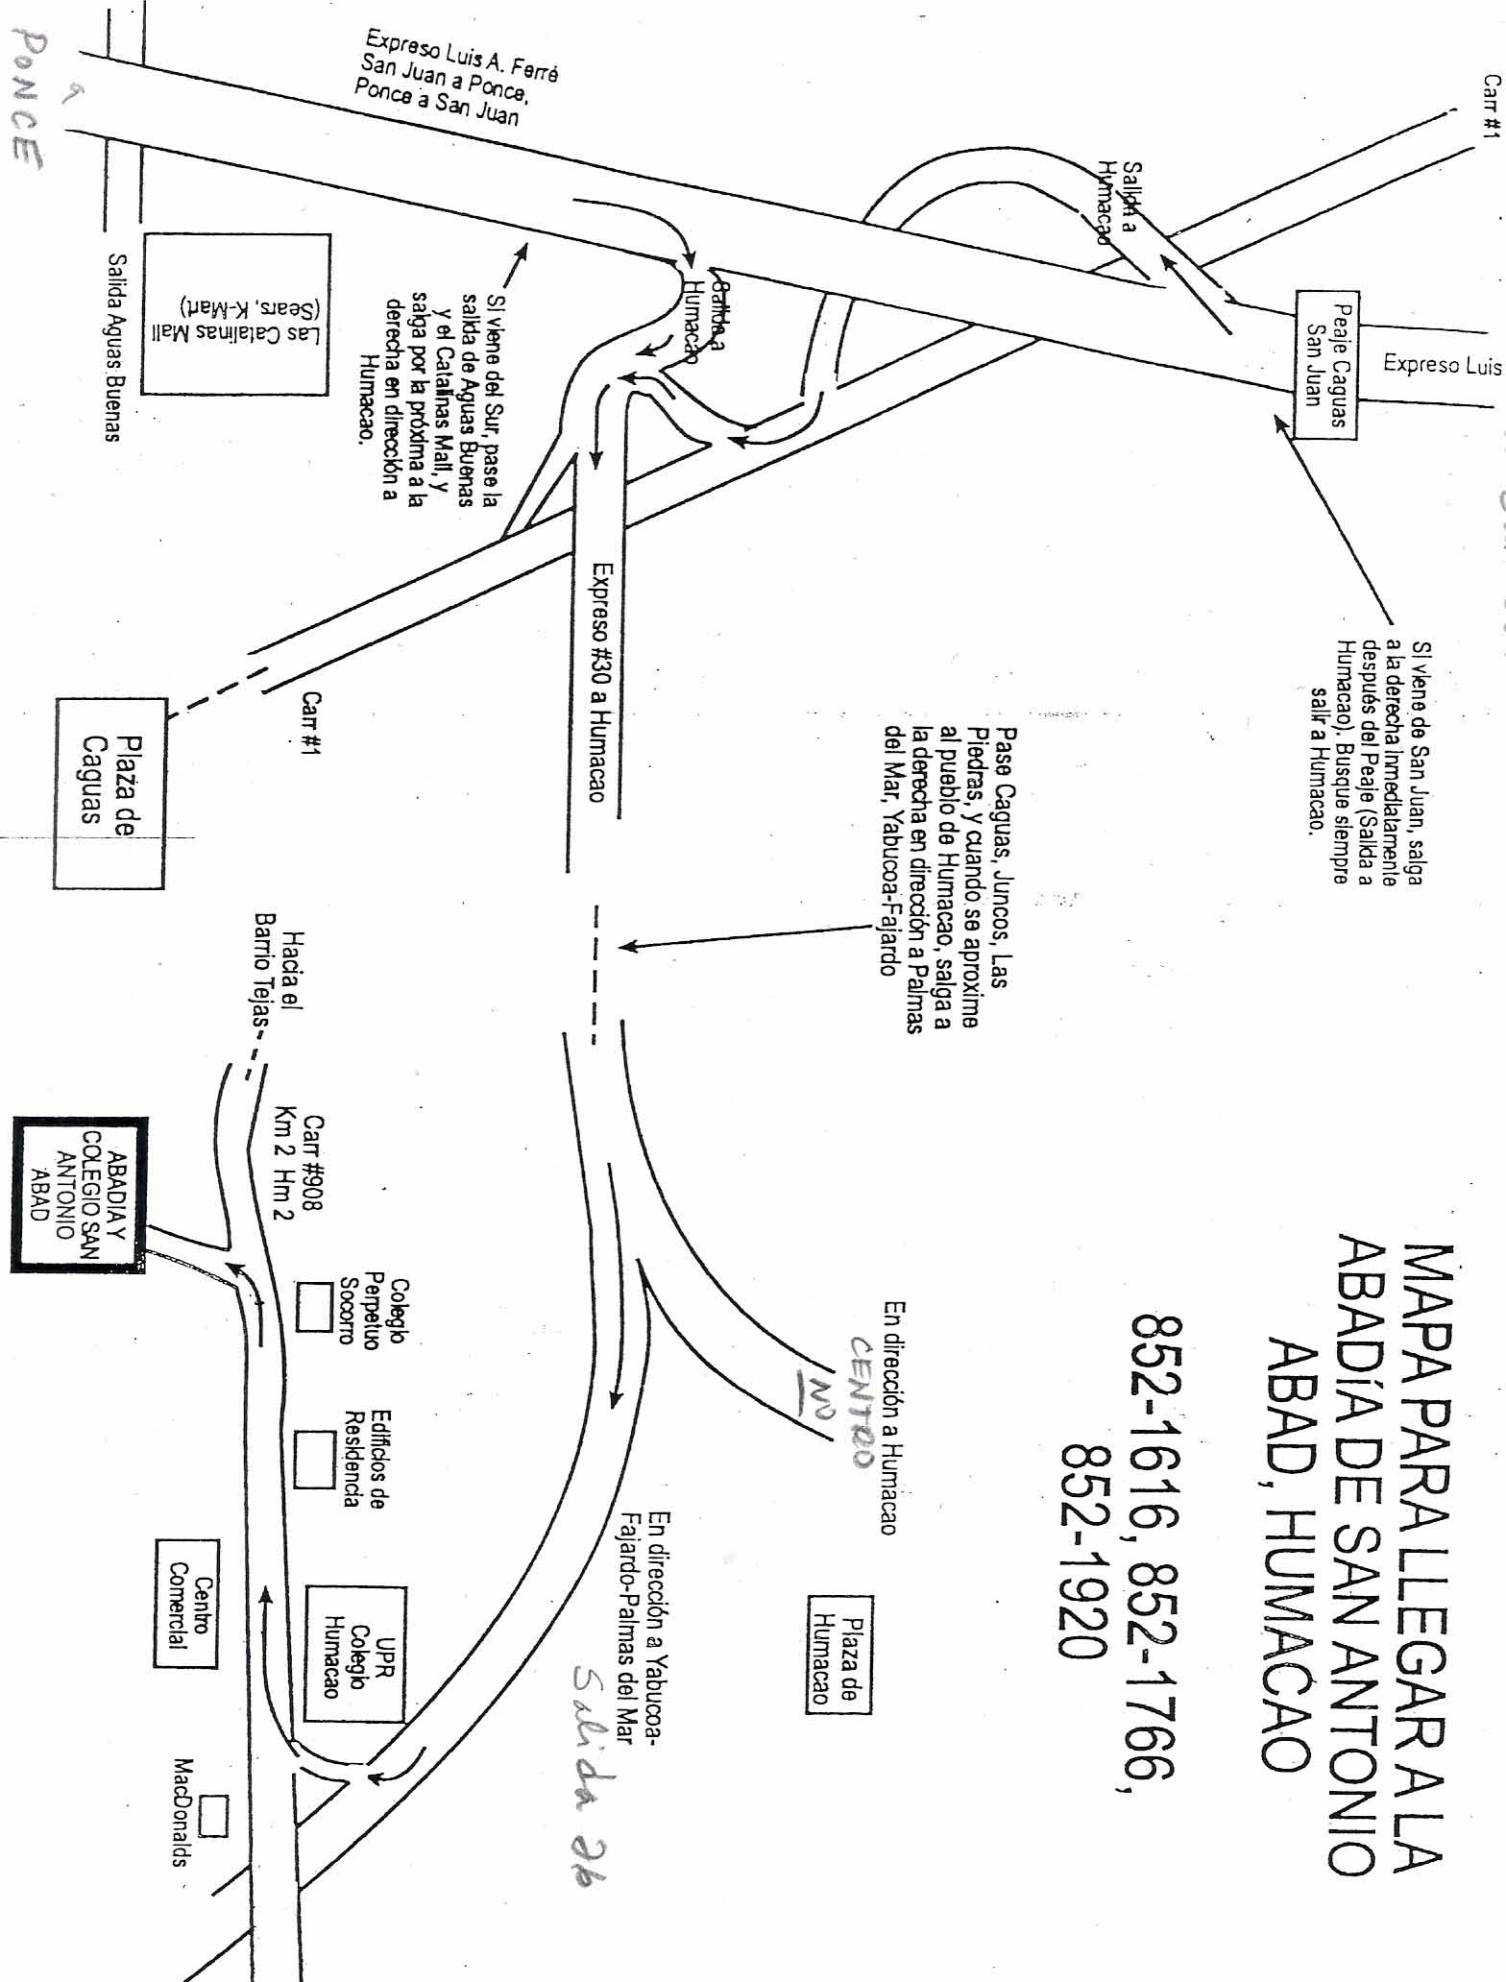 MAPA PARA LLEGAR A LA
ABADÍA DE SAN ANTONIO
ABAD, HUMACAO
852-1616, 852-1766,
852-1920
Carr #1
Expreso Luis
Peaje Caguas
San Juan
Si viene de San Juan, salga
a la derecha inmediatamente
después del Peaje (Salida a
Humacao). Busque siempre
salir a Humacao.
Salida a
Humacao
Expreso Luis A. Ferré
San Juan a Ponce,
Ponce a San Juan
a
PONCE
Salida Aguas Buenas
Las Catalinas Mall
(Sears, K-Mart)
Si viene del Sur, pase la
salida de Aguas Buenas
y el Catalinas Mall, y
salga por la próxima a la
derecha en dirección a
Humacao.
Salida a
Humacao
Expreso #30 a Humacao
Carr #1
Plaza de
Caguas
Pase Caguas, Juncos, Las
Piedras, y cuando se aproxime
al pueblo de Humacao, salga a
la derecha en dirección a Palmas
del Mar, Yabucoa-Fajardo
En dirección a Humacao
CENTRO
NO
Plaza de
Humacao
En dirección a Yabucoa-
Fajardo-Palmas del Mar
Salida 26
Hacia el
Barrio Tejas
Carr #908
Km 2 Hm 2
ABADIA Y
COLEGIO SAN
ANTONIO
ABAD
Colegio
Perpetuo
Socorro
Edificios de
Residencia
UPR
Colegio
Humacao
Centro
Comercial
MacDonalds